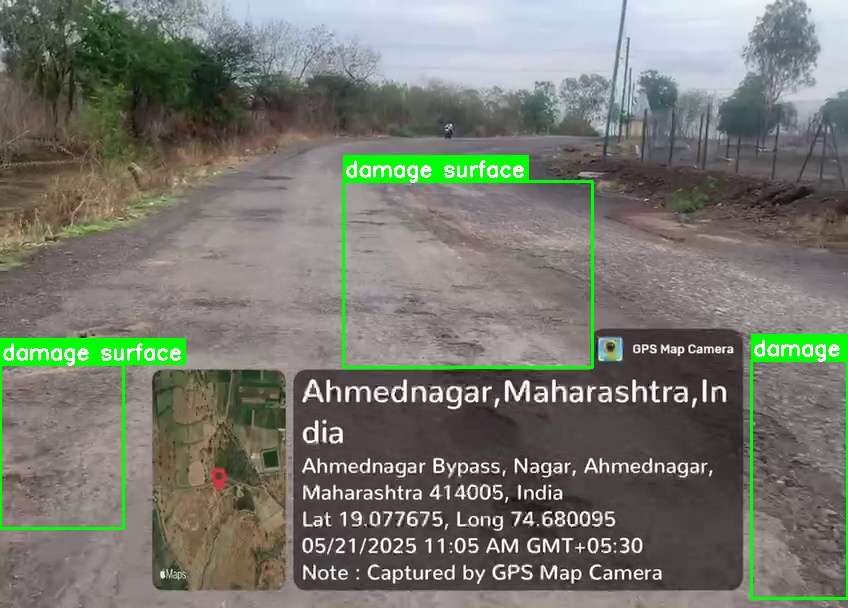 damage surface
damage surface
damage
GPS Map Camera
Ahmednagar,Maharashtra,In
dia
Ahmednagar Bypass, Nagar, Ahmednagar,
Maharashtra 414005, India
Lat 19.077675, Long 74.680095
05/21/2025 11:05 AM GMT+05:30
Note : Captured by GPS Map Camera
Maps